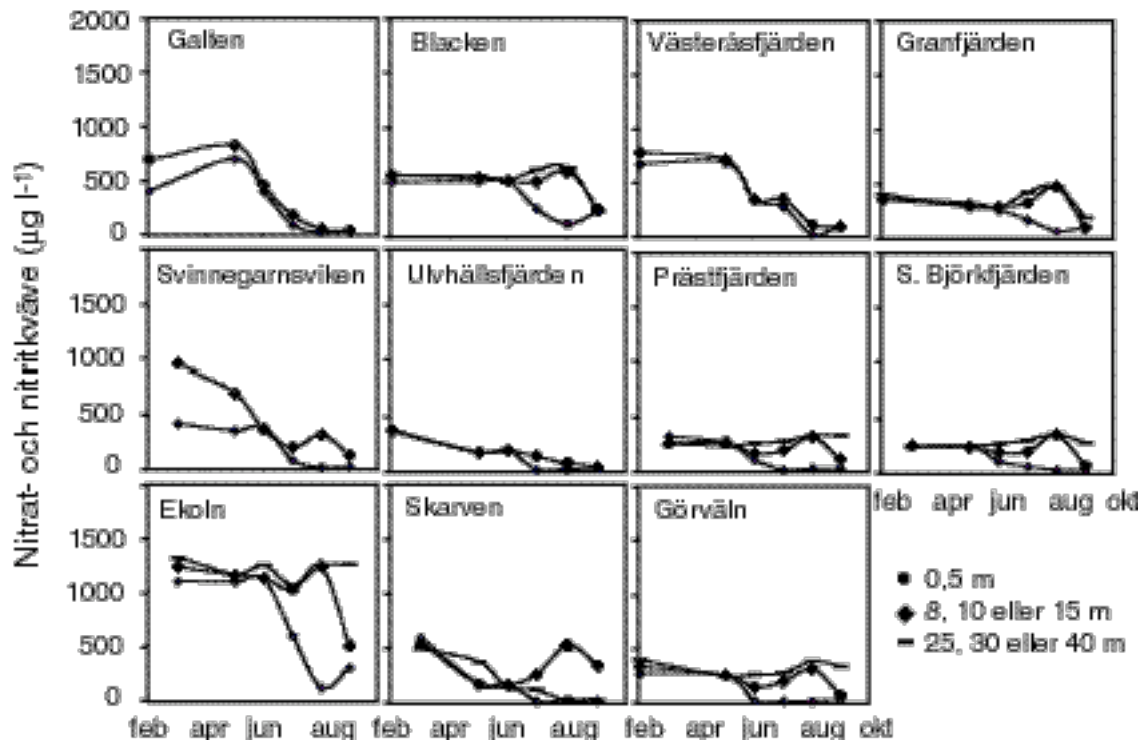 Nitrat- och nitritkväve (µg l-1)
2000
1500
1000
500
0
Galten
Blacken
Västeråsfjärden
Granfjärden
1500
1000
500
0
Svinnegarnsviken
Ulvhällsfjärden
Prästfjärden
S. Björkfjärden
feb apr jun aug okt
1500
1000
500
0
Ekoln
Skarven
Görväln
0,5 m
8, 10 eller 15 m
25, 30 eller 40 m
feb apr jun aug feb apr jun aug feb apr jun aug okt